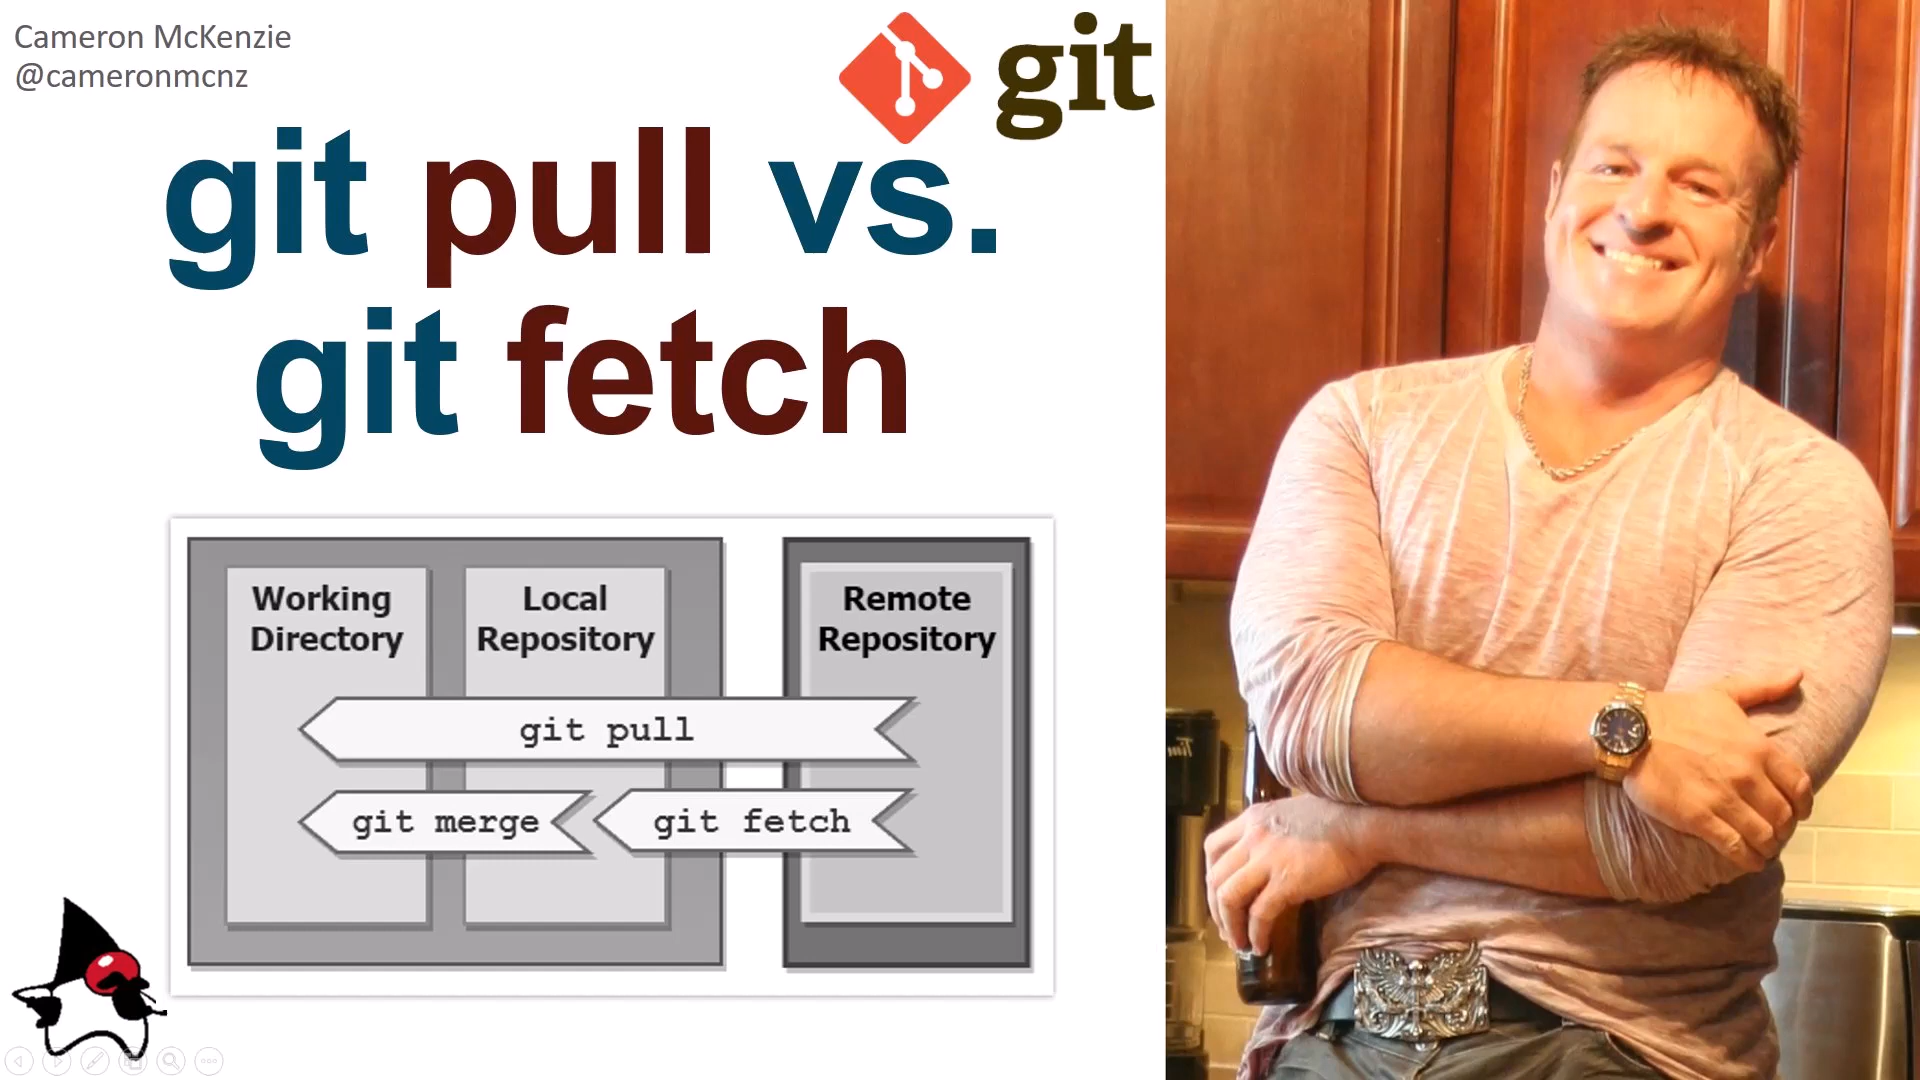 Cameron McKenzie
@cameronmcnz
git
git pull vs.
git fetch
Working
Directory
Local
Repository
Remote
Repository
git pull
git merge
git fetch